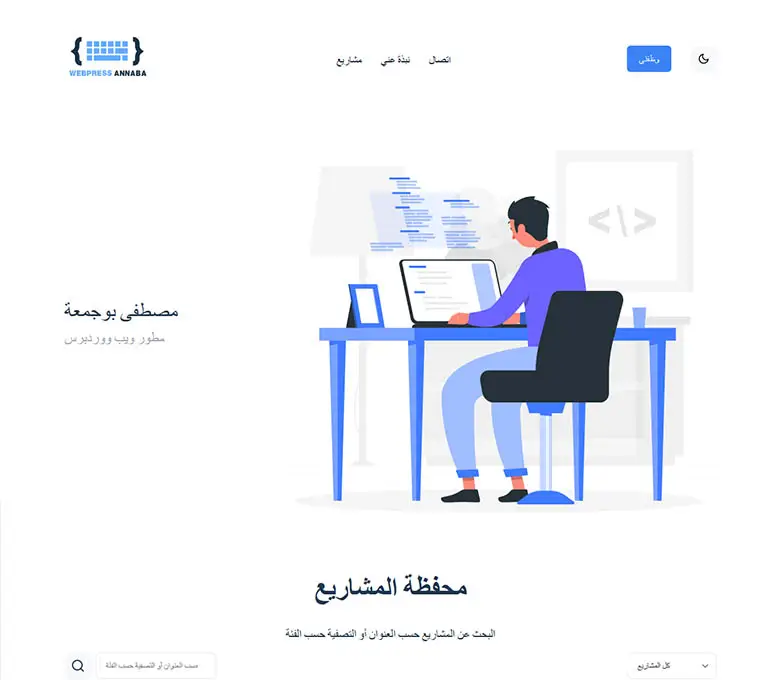 WEBPRESS ANNABA
مشاريع
نبذة عني
اتصال
وظفني
</>
مصطفى بوجمعة
مطور ويب ووردبرس
محفظة المشاريع
البحث عن المشاريع حسب العنوان أو التصفية حسب الفئة
حسب العنوان أو التصفية حسب الفئة
كل المشاريع